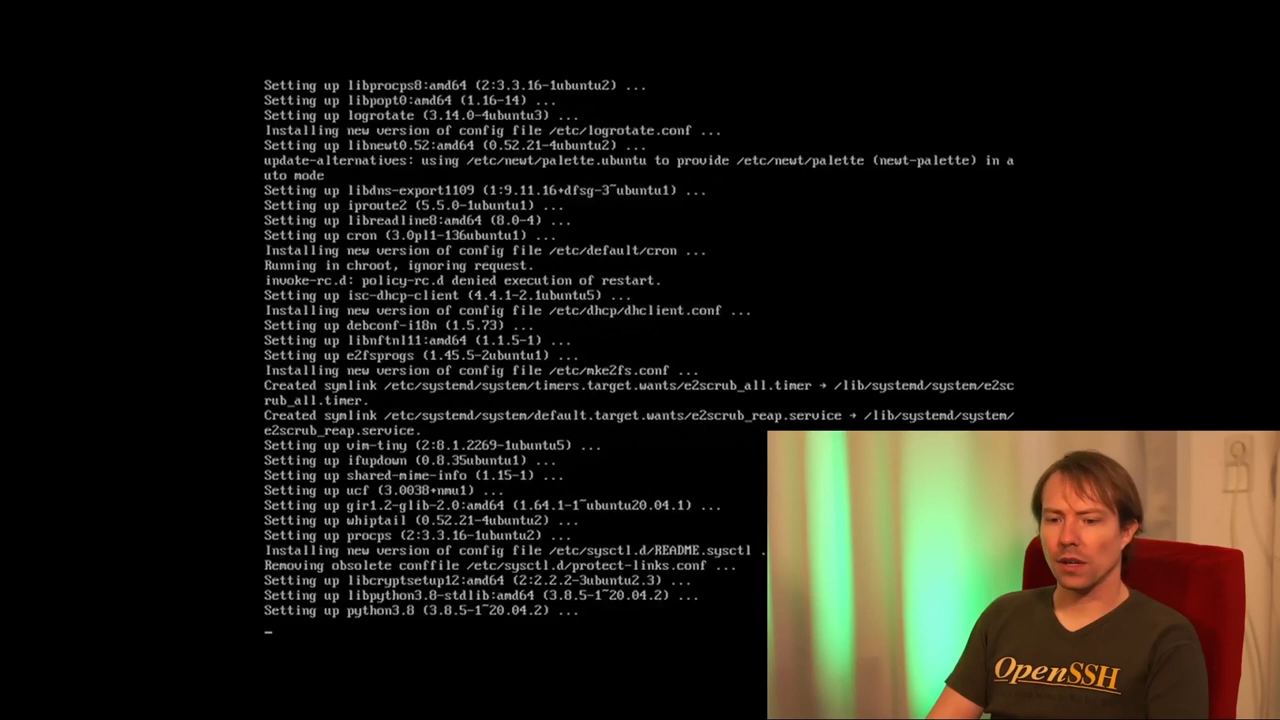 Setting up libprocps8:amd64 (2:3.3.16-1ubuntu2) ...
Setting up libpopt0:amd64 (1.16-14) ...
Setting up logrotate (3.14.0-4ubuntu3) ...
Installing new version of config file /etc/logrotate.conf ...
Setting up libnewt0.52:amd64 (0.52.21-4ubuntu2) ...
update-alternatives: using /etc/newt/palette.ubuntu to provide /etc/newt/palette (newt-palette) in a
uto mode
Setting up libdns-export1109 (1:9.11.16+dfsg-3~ubuntu1) ...
Setting up iproute2 (5.5.0-1ubuntu1) ...
Setting up libreadline8:amd64 (8.0-4) ...
Setting up cron (3.0pl1-136ubuntu1) ...
Installing new version of config file /etc/default/cron ...
Running in chroot, ignoring request.
invoke-rc.d: policy-rc.d denied execution of restart.
Setting up isc-dhcp-client (4.4.1-2.1ubuntu5) ...
Installing new version of config file /etc/dhcp/dhclient.conf ...
Setting up debconf-i18n (1.5.73) ...
Setting up libnftnl11:amd64 (1.1.5-1) ...
Setting up e2fsprogs (1.45.5-2ubuntu1) ...
Installing new version of config file /etc/mke2fs.conf ...
Created symlink /etc/systemd/system/timers.target.wants/e2scrub_all.timer → /lib/systemd/system/e2sc
rub_all.timer.
Created symlink /etc/systemd/system/default.target.wants/e2scrub_reap.service → /lib/systemd/system/
e2scrub_reap.service.
Setting up vim-tiny (2:8.1.2269-1ubuntu5) ...
Setting up ifupdown (0.8.35ubuntu1) ...
Setting up shared-mime-info (1.15-1) ...
Setting up ucf (3.0038+nmu1) ...
Setting up gir1.2-glib-2.0:amd64 (1.64.1-1~ubuntu20.04.1) ...
Setting up whiptail (0.52.21-4ubuntu2) ...
Setting up procps (2:3.3.16-1ubuntu2) ...
Installing new version of config file /etc/sysctl.d/README.sysctl .
Removing obsolete conffile /etc/sysctl.d/protect-links.conf ...
Setting up libcryptsetup12:amd64 (2:2.2.2-3ubuntu2.3) ...
Setting up libpython3.8-stdlib:amd64 (3.8.5-1~20.04.2) ...
Setting up python3.8 (3.8.5-1~20.04.2) ...
_
OpenSSH